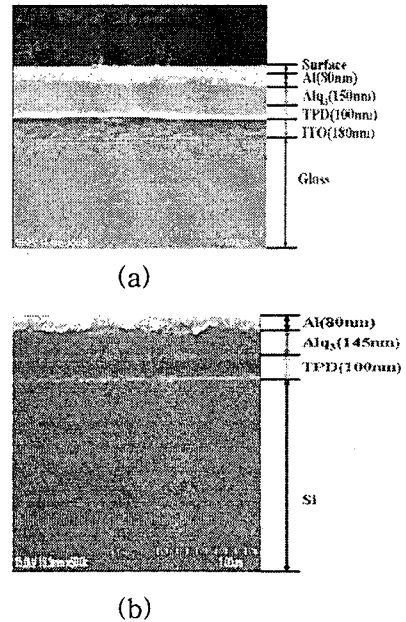 Surface
Al(80nm)
Alq3(150nm)
TPD(100nm)
ITO(180nm)
Glass
(a)
Al(80nm)
Alq3(145nm)
TPD(100nm)
Si
(b)